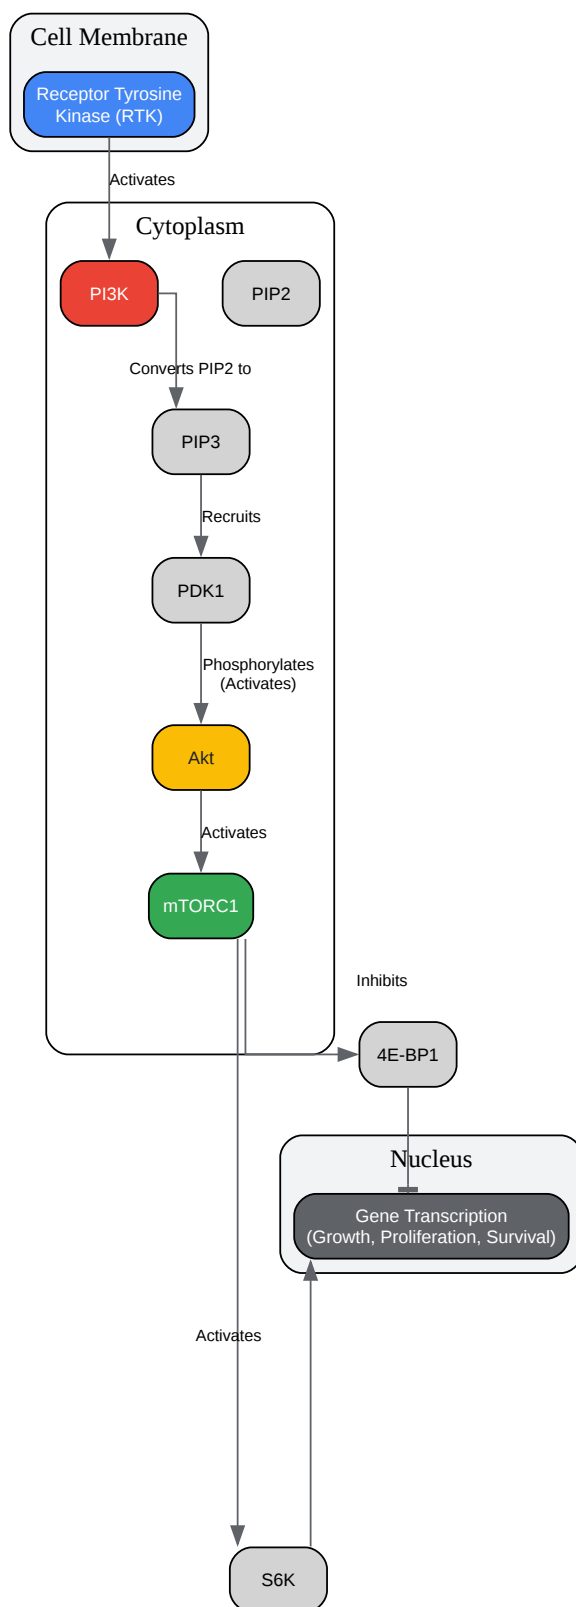 Cell Membrane
Receptor Tyrosine
Kinase (RTK)
Activates
Cytoplasm
PI3K
PIP2
Converts PIP2 to
PIP3
Recruits
PDK1
Phosphorylates
(Activates)
Akt
Activates
mTORC1
Inhibits
4E-BP1
Nucleus
Gene Transcription
(Growth, Proliferation, Survival)
Activates
S6K